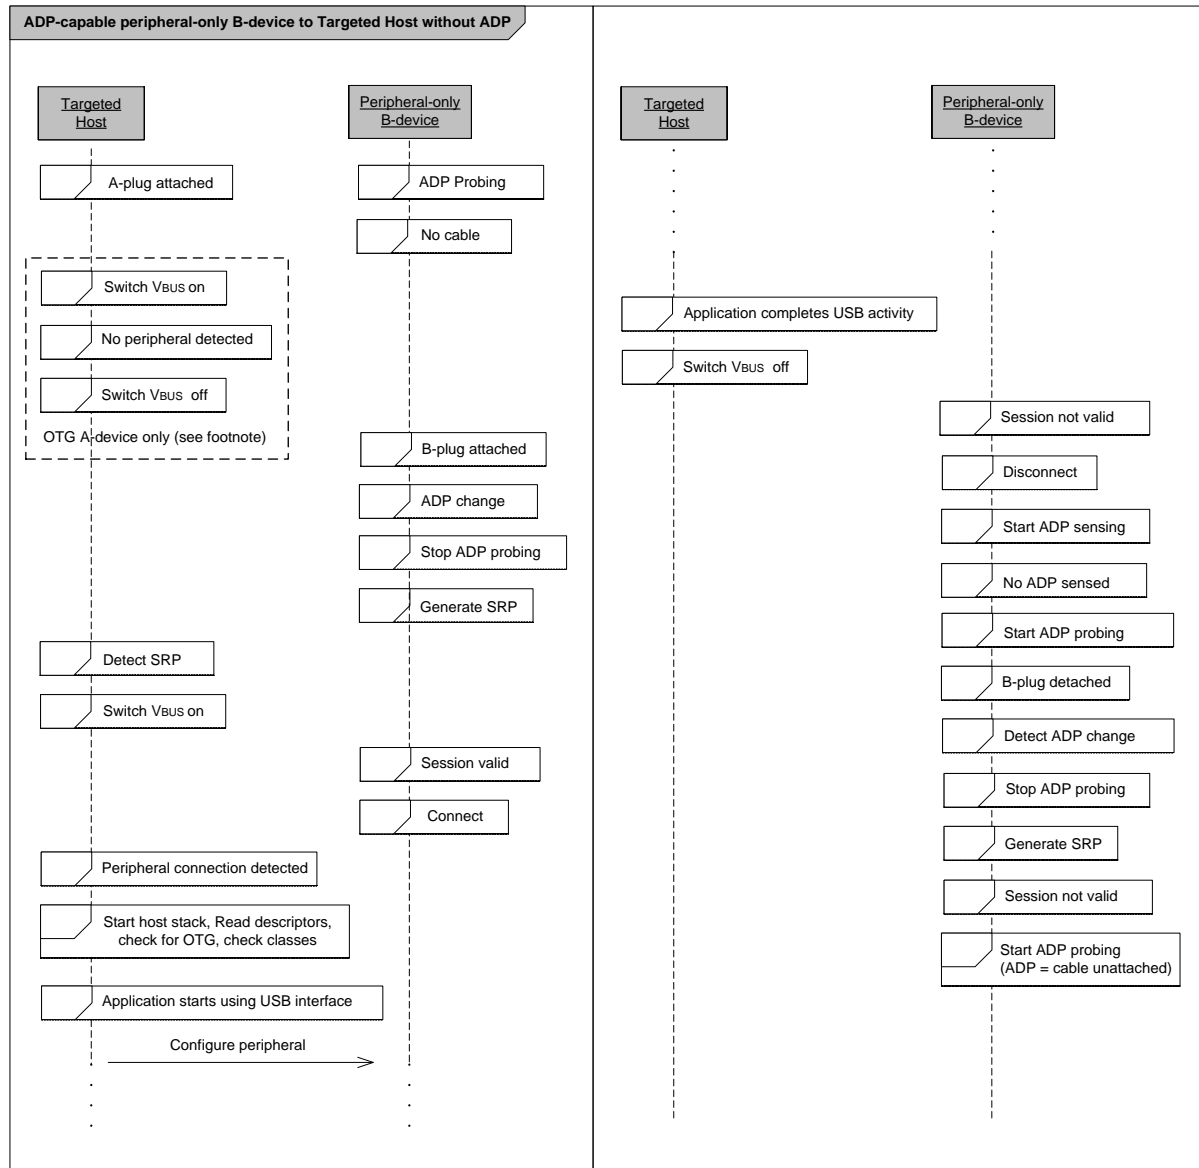 ADP-capable peripheral-only B-device to Targeted Host without ADP
Targeted
Host
Peripheral-only
B-device
A-plug attached
ADP Probing
No cable
Switch VBUS on
No peripheral detected
Switch VBUS off
OTG A-device only (see footnote)
B-plug attached
ADP change
Stop ADP probing
Generate SRP
Detect SRP
Switch VBUS on
Session valid
Connect
Peripheral connection detected
Start host stack, Read descriptors,
check for OTG, check classes
Application starts using USB interface
Configure peripheral
Targeted
Host
Peripheral-only
B-device
Application completes USB activity
Switch VBUS off
Session not valid
Disconnect
Start ADP sensing
No ADP sensed
Start ADP probing
B-plug detached
Detect ADP change
Stop ADP probing
Generate SRP
Session not valid
Start ADP probing
(ADP = cable unattached)